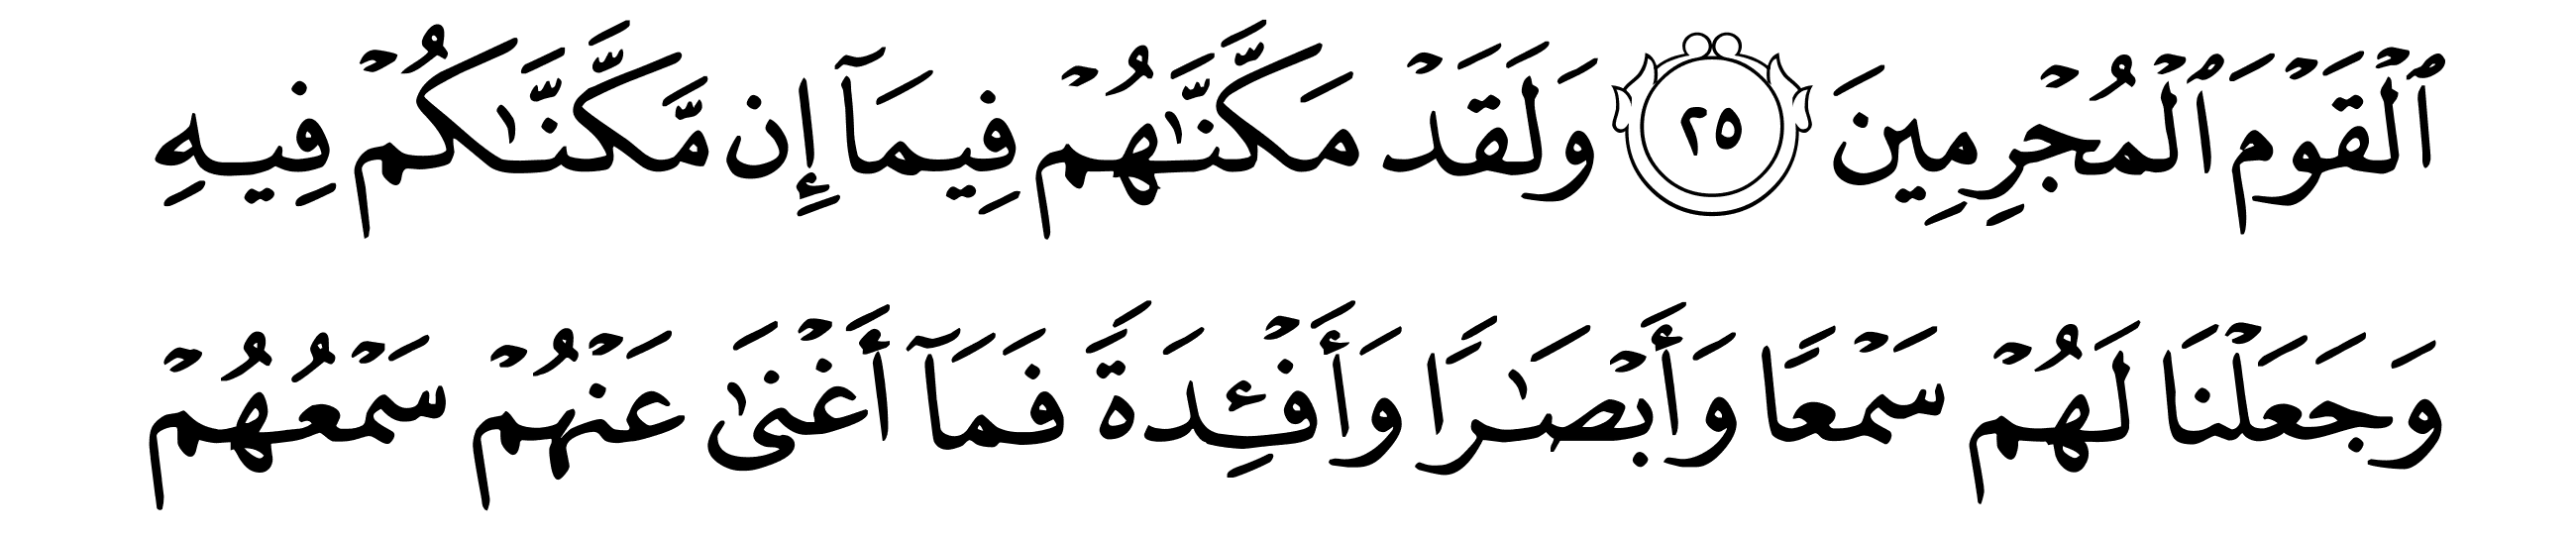 ٱلْقَوْمَ ٱلْمُجْرِمِينَ ٢٥ وَلَقَدْ مَكَّنَّٰهُمْ فِيمَآ إِن مَّكَّنَّٰكُمْ فِيهِ
وَجَعَلْنَا لَهُمْ سَمْعًا وَأَبْصَٰرًا وَأَفْـِٔدَةً فَمَآ أَغْنَىٰ عَنْهُمْ سَمْعُهُمْ